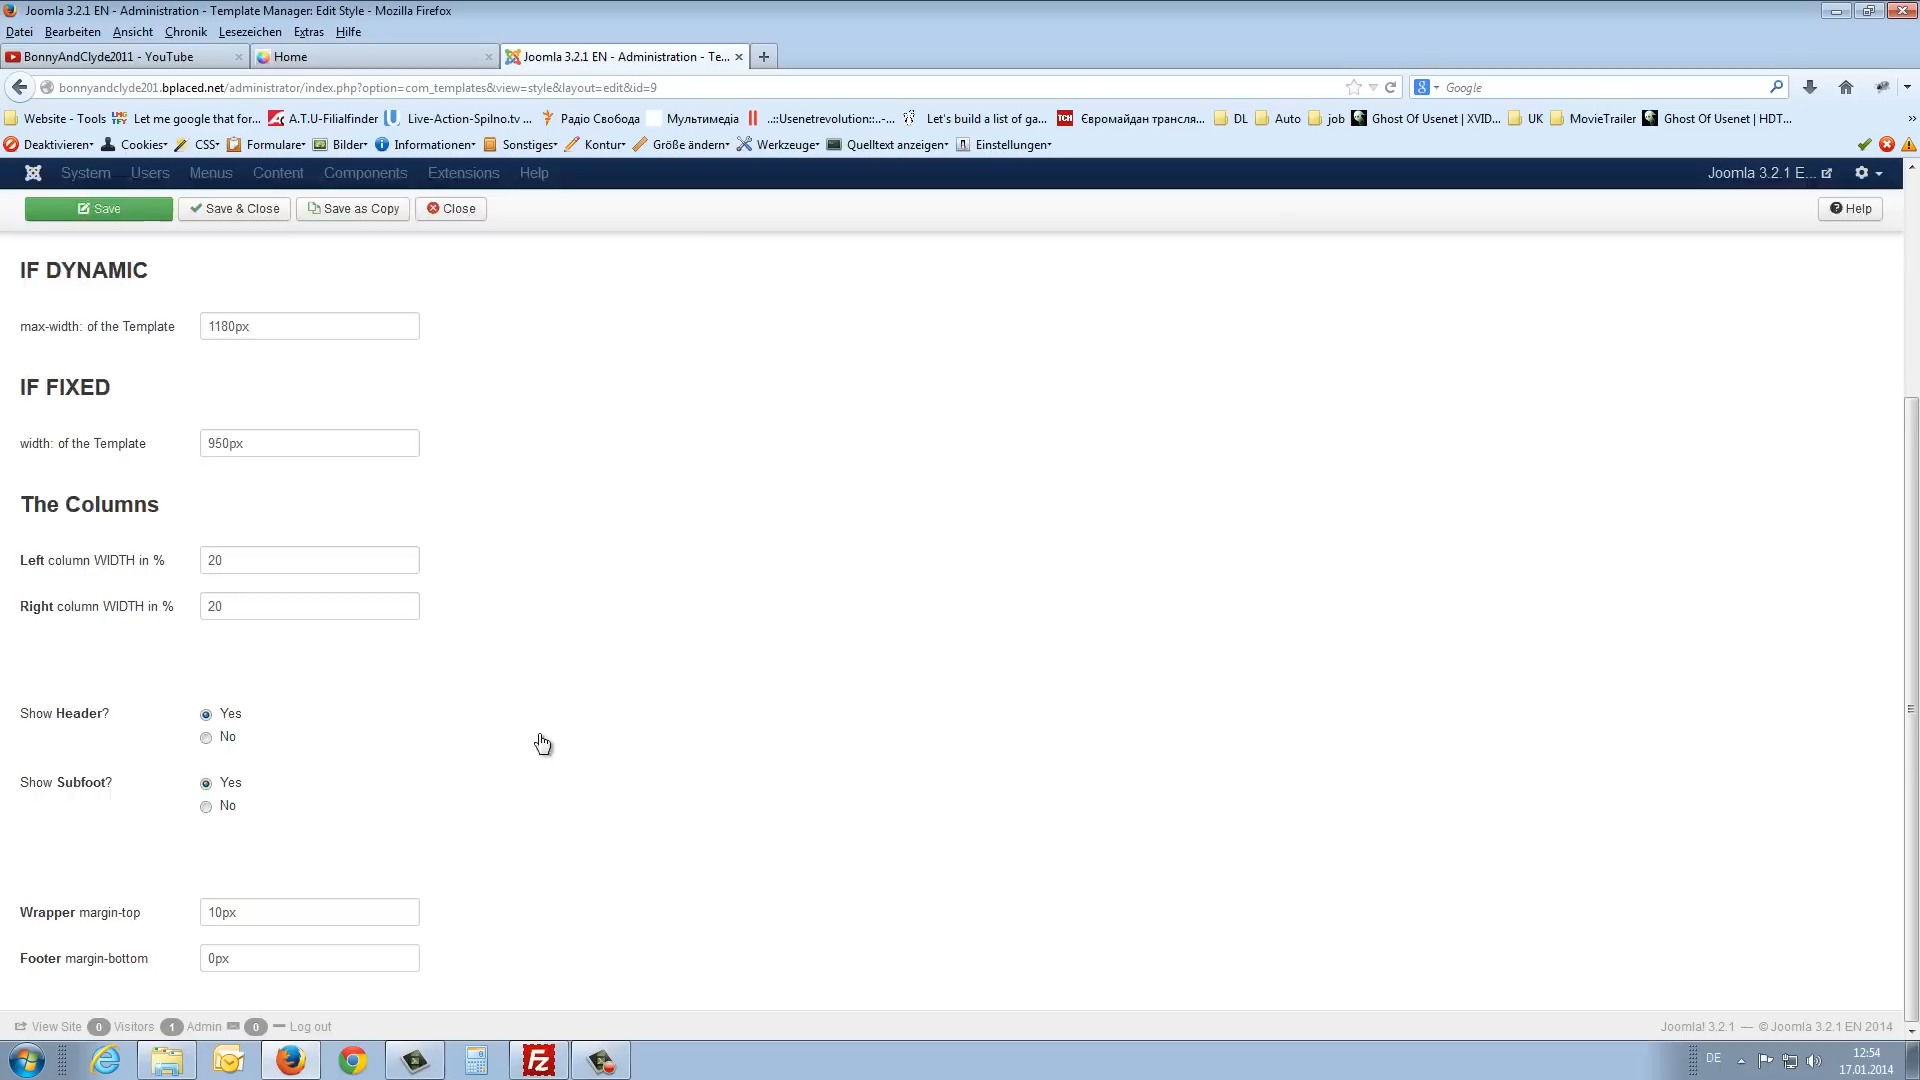 Joomla 3.2.1 EN - Administration - Template Manager: Edit Style - Mozilla Firefox
Datei Bearbeiten Ansicht Chronik Lesezeichen Extras Hilfe
BonnyAndClyde2011 - YouTube
Home
Joomla 3.2.1 EN - Administration - Te...
bonnyandclyde201.bplaced.net/administrator/index.php?option=com_templates&view=style&layout=edit&id=9
Google
Website - Tools Let me google that for... A.T.U-Filialfinder Live-Action-Spilno.tv ... Радіо Свобода Мультимедіа ..::Usenetrevolution::..-... Let's build a list of ga... Євромайдан трансля... DL Auto job Ghost Of Usenet | XVID... UK MovieTrailer Ghost Of Usenet | HDT...
Deaktivieren Cookies CSS Formulare Bilder Informationen Sonstiges Kontur Größe ändern Werkzeuge Quelltext anzeigen Einstellungen
System Users Menus Content Components Extensions Help
Joomla 3.2.1 E...
Save Save & Close Save as Copy Close
Help
IF DYNAMIC
max-width: of the Template 1180px
IF FIXED
width: of the Template 950px
The Columns
Left column WIDTH in % 20
Right column WIDTH in % 20
Show Header? Yes
No
Show Subfoot? Yes
No
Wrapper margin-top 10px
Footer margin-bottom 0px
View Site 0 Visitors 1 Admin 0 Log out
Joomla! 3.2.1 — © Joomla 3.2.1 EN 2014
DE
12:54
17.01.2014